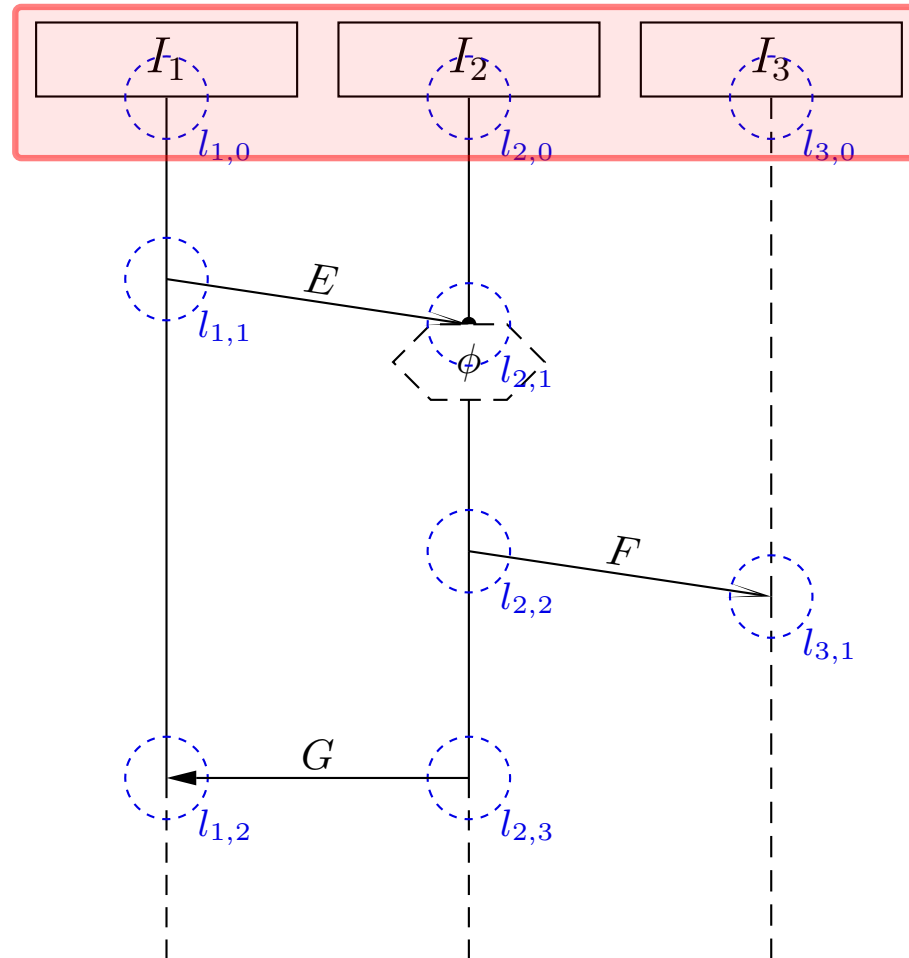 I₁ I₂ I₃
l₁,₀ l₂,₀ l₃,₀
E
l₁,₁
ϕ l₂,₁
F
l₂,₂
l₃,₁
G
l₁,₂ l₂,₃